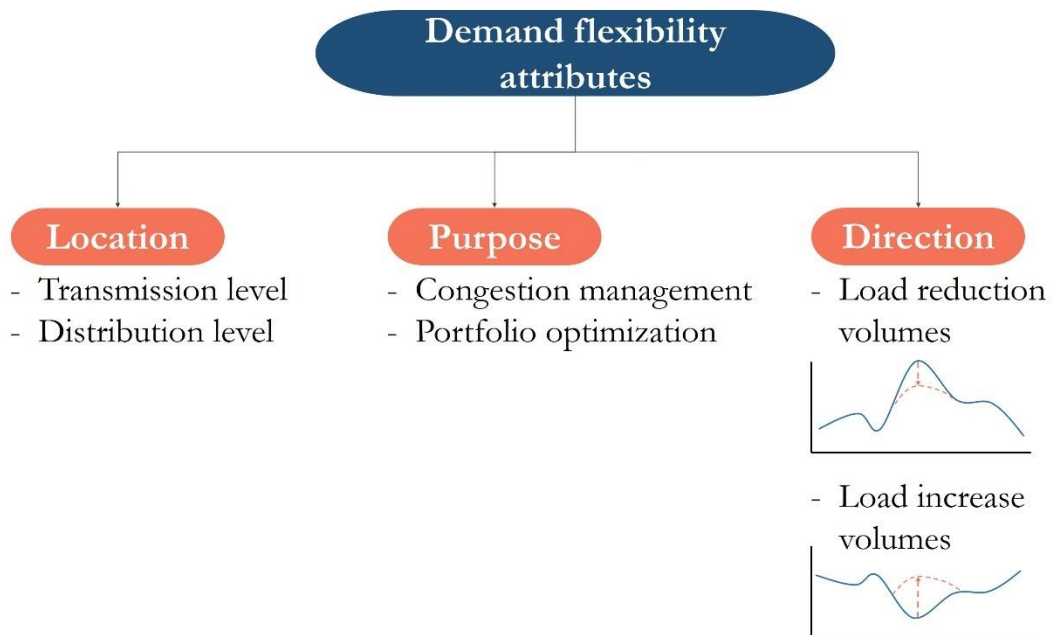 Demand flexibility
attributes
Location
- Transmission level
- Distribution level
Purpose
- Congestion management
- Portfolio optimization
Direction
- Load reduction
volumes
- Load increase
volumes